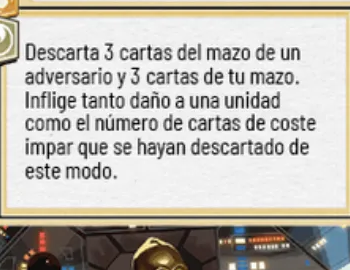 Descarta 3 cartas del mazo de un
adversario y 3 cartas de tu mazo.
Inflige tanto daño a una unidad
como el número de cartas de coste
impar que se hayan descartado de
este modo.